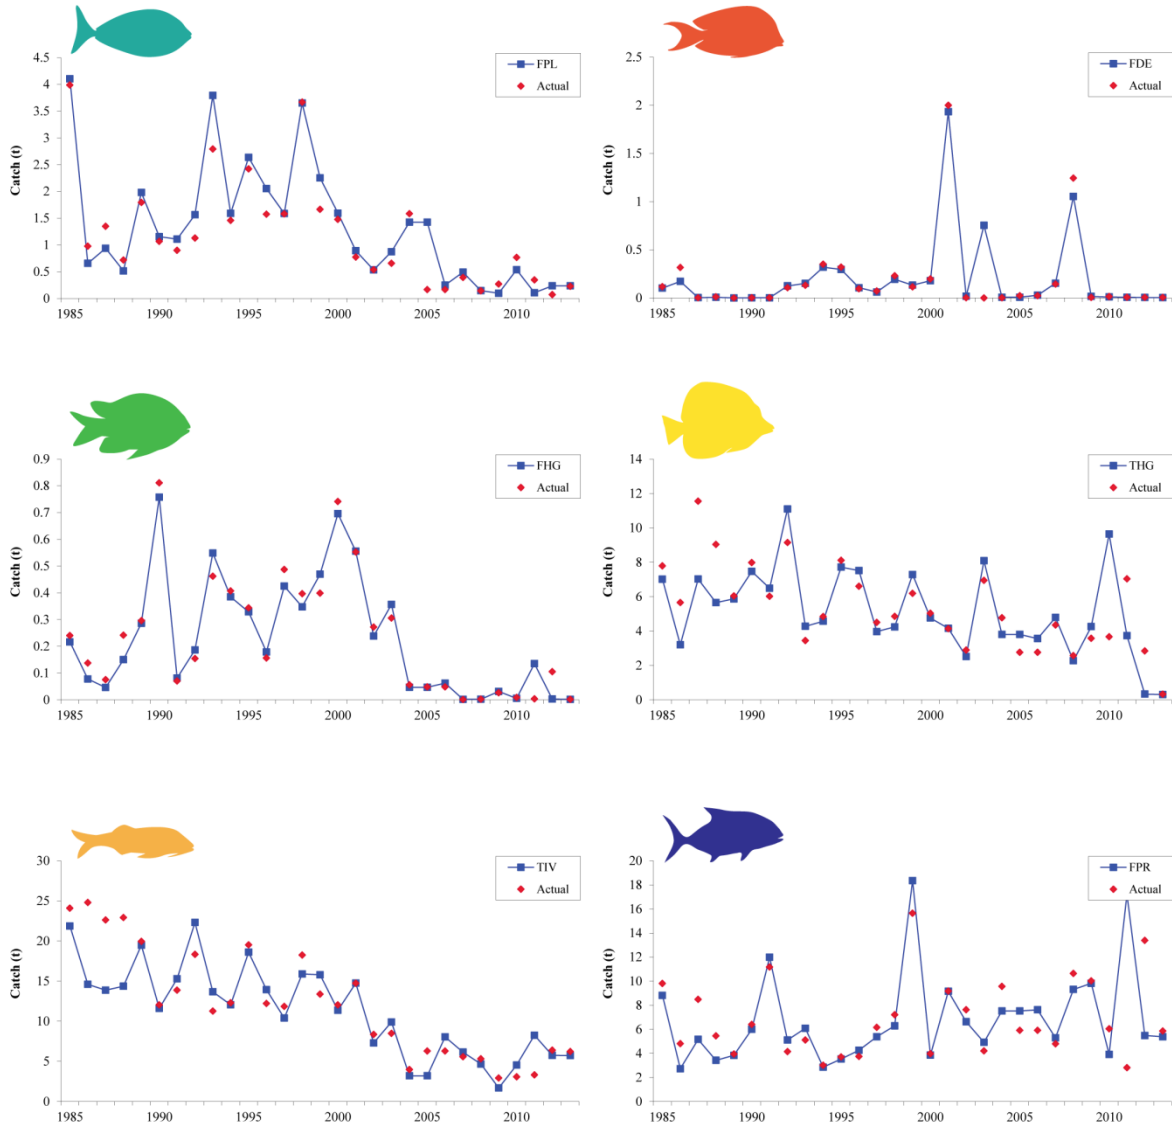 4.5
4
3.5
3
2.5
2
1.5
1
0.5
0
Catch (t)
FPL
Actual
1985 1990 1995 2000 2005 2010
2.5
2
1.5
1
0.5
0
Catch (t)
FDE
Actual
1985 1990 1995 2000 2005 2010
0.9
0.8
0.7
0.6
0.5
0.4
0.3
0.2
0.1
0
Catch (t)
FHG
Actual
1985 1990 1995 2000 2005 2010
14
12
10
8
6
4
2
0
Catch (t)
THG
Actual
1985 1990 1995 2000 2005 2010
30
25
20
15
10
5
0
Catch (t)
TIV
Actual
1985 1990 1995 2000 2005 2010
20
18
16
14
12
10
8
6
4
2
0
Catch (t)
FPR
Actual
1985 1990 1995 2000 2005 2010